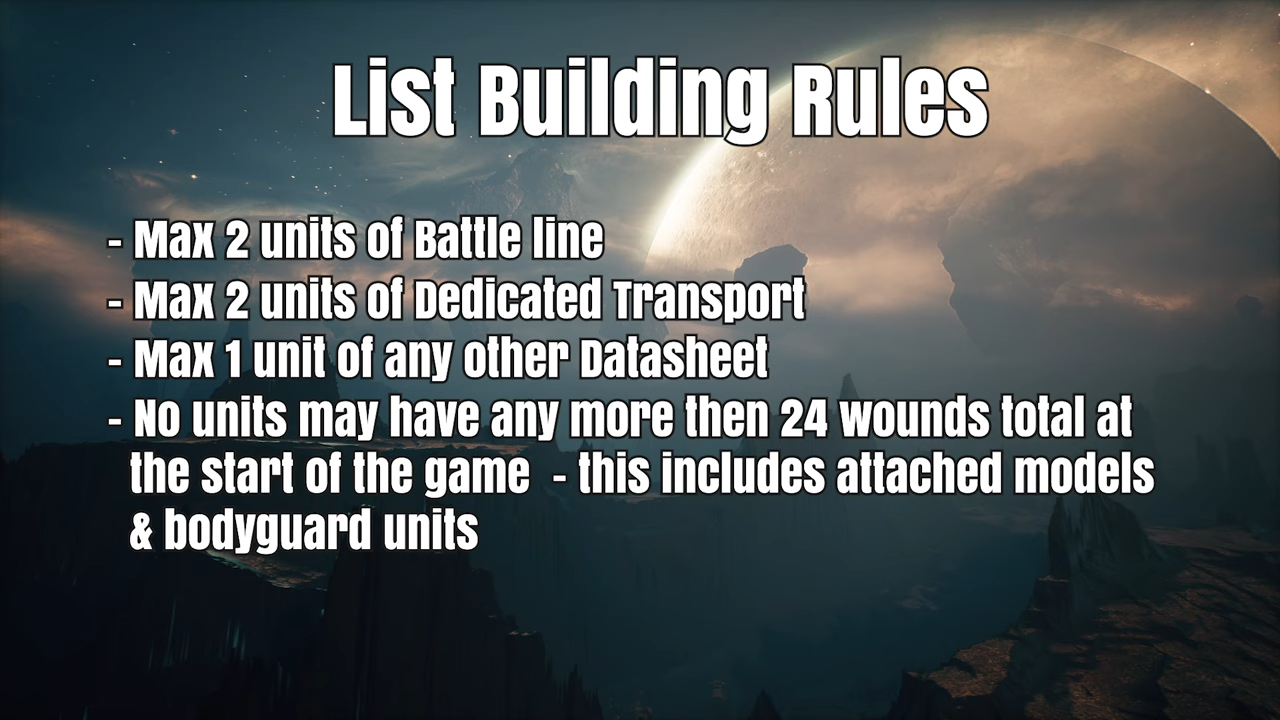 List Building Rules
- Max 2 units of Battle line
- Max 2 units of Dedicated Transport
- Max 1 unit of any other Datasheet
- No units may have any more then 24 wounds total at
the start of the game - this includes attached models
& bodyguard units